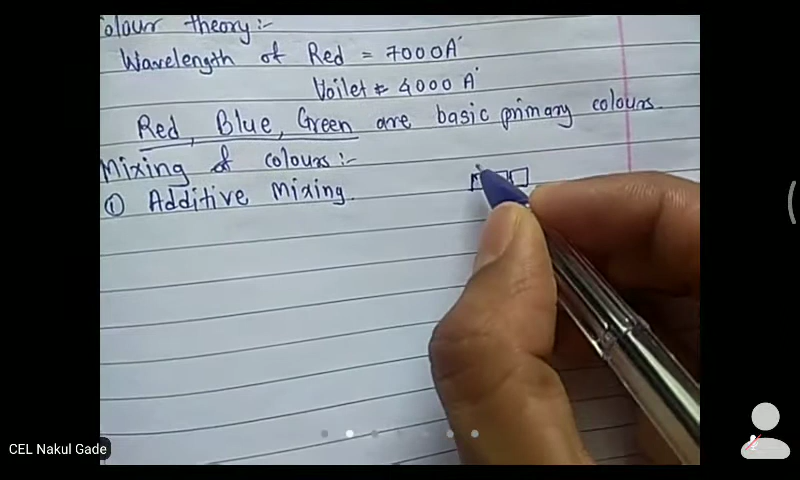 olour theory :-
Wavelength of Red = 7000A°
Voilet = 4000 A°
Red, Blue, Green are basic primary colours.
Mixing of colours :-
① Additive Mixing.
CEL Nakul Gade